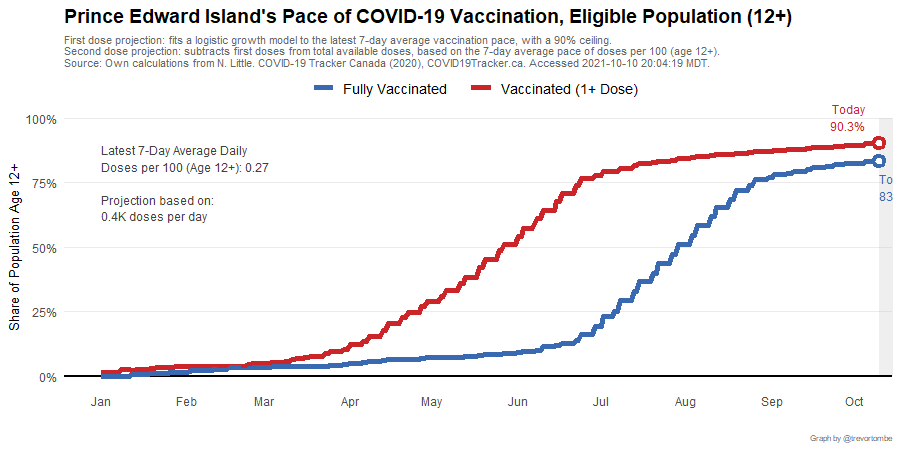 Prince Edward Island's Pace of COVID-19 Vaccination, Eligible Population (12+)
First dose projection: fits a logistic growth model to the latest 7-day average vaccination pace, with a 90% ceiling.
Second dose projection: subtracts first doses from total available doses, based on the 7-day average pace of doses per 100 (age 12+).
Source: Own calculations from N. Little. COVID-19 Tracker Canada (2020), COVID19Tracker.ca. Accessed 2021-10-10 20:04:19 MDT.
Fully Vaccinated
Vaccinated (1+ Dose)
Today
90.3%
100%
Latest 7-Day Average Daily
Doses per 100 (Age 12+): 0.27
Projection based on:
0.4K doses per day
To
83
75%
50%
25%
0%
Share of Population Age 12+
Jan
Feb
Mar
Apr
May
Jun
Jul
Aug
Sep
Oct
Graph by @trevortombe